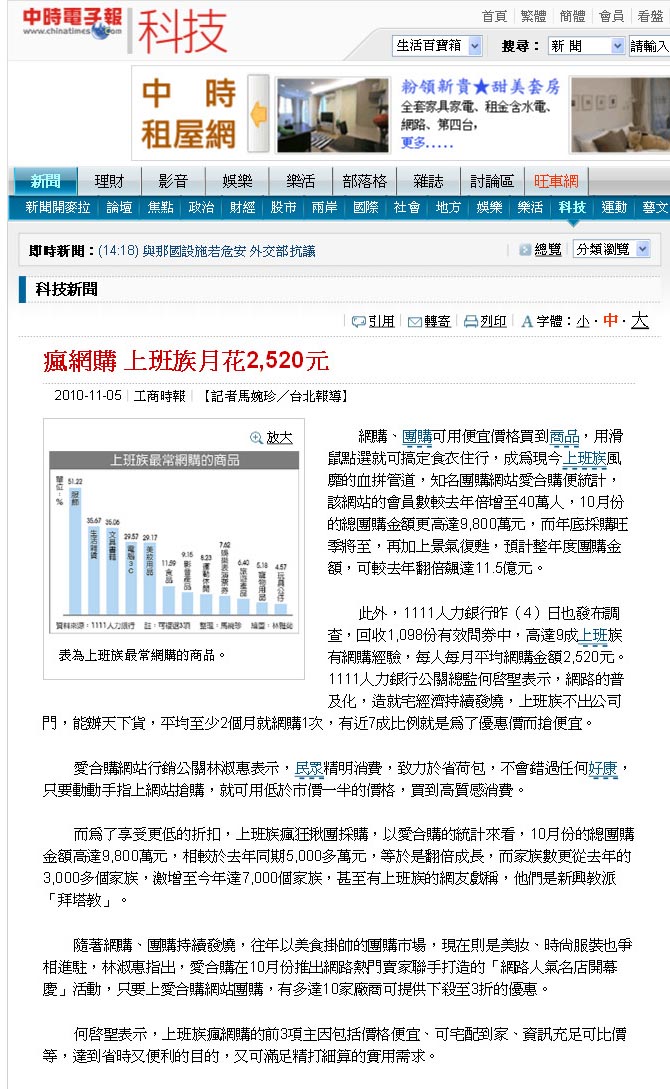 中時電子報
www.chinatimes.com
科技
首頁 | 繁體 | 簡體 | 會員 | 看盤
生活百寶箱 搜尋： 新聞 請輸入
中時
租屋網
粉領新貴★甜美套房
全套家具家電、租金含水電、
網路、第四台，
更多.....
新聞 理財 影音 娛樂 樂活 部落格 雜誌 討論區 旺車網
新聞開麥拉 | 論壇 | 焦點 | 政治 | 財經 | 股市 | 兩岸 | 國際 | 社會 | 地方 | 娛樂 | 樂活 | 科技 | 運動 | 藝文
即時新聞：(14:18) 與那國設施若危安 外交部抗議
總覽 分類瀏覽
科技新聞
引用 | 轉寄 | 列印 | A 字體：小 · 中 · 大
瘋網購 上班族月花2,520元
2010-11-05 | 工商時報 | 【記者馬婉珍／台北報導】
放大
上班族最常網購的商品
單位：%
51.22 服飾
35.67 生活雜貨
35.06 文具書籍
29.57 電腦3C
29.17 美妝用品
11.59 食品
9.15 影音產品
8.23 運動休閒
7.62
6.40 旅遊產品
5.18 寵物用品
4.57 玩具公仔
資料來源：1111人力銀行 註：可複選3項 整理：馬婉珍 繪圖：林雅站
表為上班族最常網購的商品。
網購、團購可用便宜價格買到商品，用滑
鼠點選就可搞定食衣住行，成為現今上班族風
靡的血拼管道，知名團購網站愛合購便統計，
該網站的會員數較去年倍增至40萬人，10月份
的總團購金額更高達9,800萬元，而年底採購旺
季將至，再加上景氣復甦，預計整年度團購金
額，可較去年翻倍飆達11.5億元。
此外，1111人力銀行昨（4）日也發布調
查，回收1,098份有效問券中，高達9成上班族
有網購經驗，每人每月平均網購金額2,520元。
1111人力銀行公關總監何啓聖表示，網路的普
及化，造就宅經濟持續發燒，上班族不出公司
門，能辦天下貨，平均至少2個月就網購1次，有近7成比例就是為了優惠價而搶便宜。
愛合購網站行銷公關林淑惠表示，民眾精明消費，致力於省荷包，不會錯過任何好康，
只要動動手指上網站搶購，就可用低於市價一半的價格，買到高質感消費。
而為了享受更低的折扣，上班族瘋狂揪團採購，以愛合購的統計來看，10月份的總團購
金額高達9,800萬元，相較於去年同期5,000多萬元，等於是翻倍成長，而家族數更從去年的
3,000多個家族，激增至今年達7,000個家族，甚至有上班族的網友戲稱，他們是新興教派
「拜塔教」。
隨著網購、團購持續發燒，往年以美食掛帥的團購市場，現在則是美妝、時尚服裝也爭
相進駐，林淑惠指出，愛合購在10月份推出網路熱門賣家聯手打造的「網路人氣名店開幕
慶」活動，只要上愛合購網站團購，有多達10家廠商可提供下殺至3折的優惠。
何啓聖表示，上班族瘋網購的前3項主因包括價格便宜、可宅配到家、資訊充足可比價
等，達到省時又便利的目的，又可滿足精打細算的實用需求。